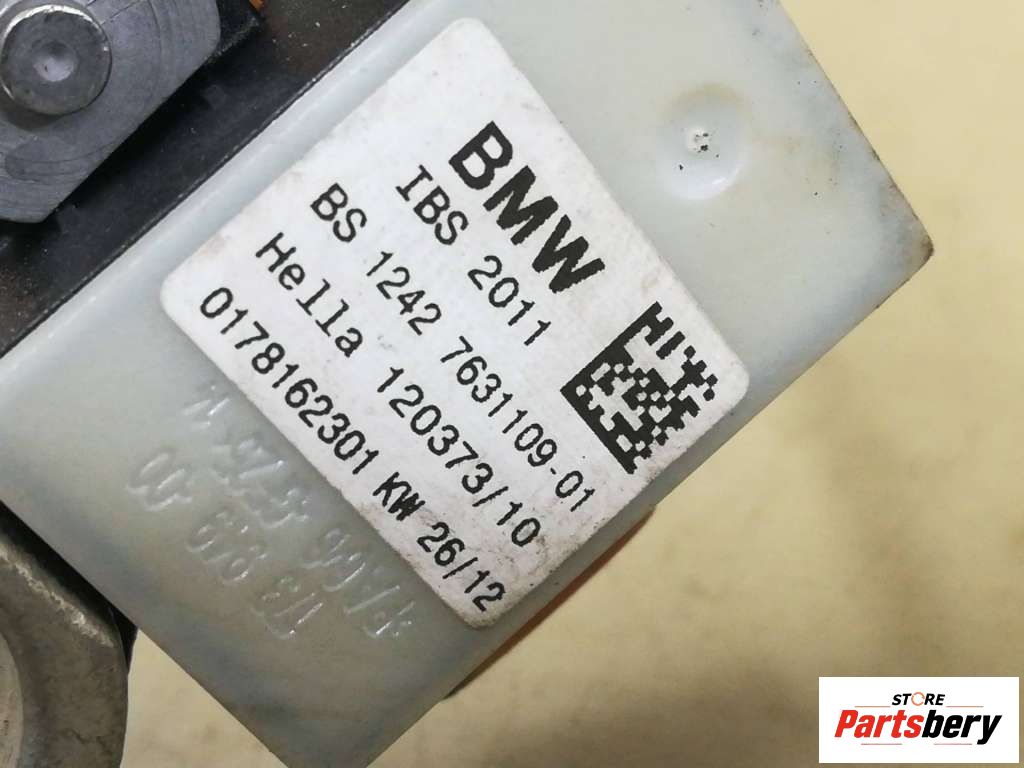 BMW
IBS 2011
BS 1242 7631109-01
Hella 120373/10
0178162301 KW 26/12
STORE
Partsbery